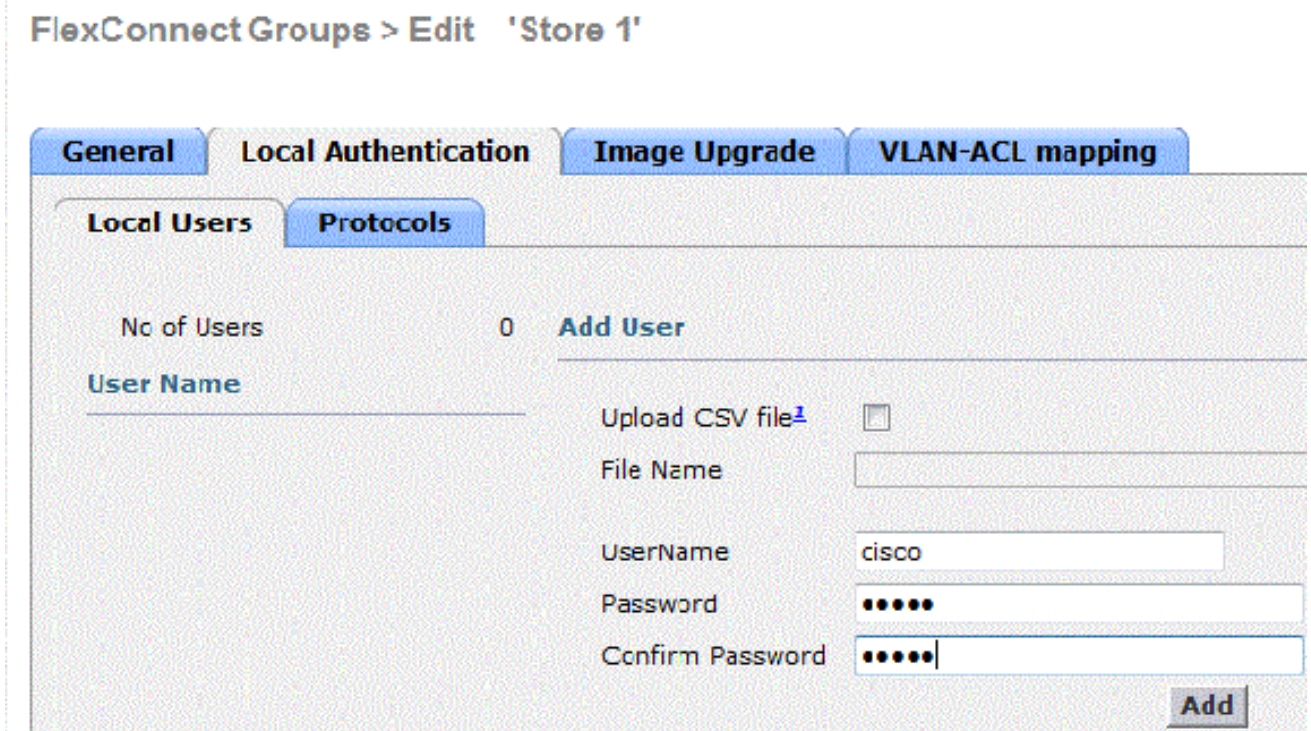 FlexConnect Groups > Edit 'Store 1'
General Local Authentication Image Upgrade VLAN-ACL mapping
Local Users Protocols
No of Users 0
User Name
Add User
Upload CSV file1
File Name
UserName cisco
Password •••••
Confirm Password •••••
Add